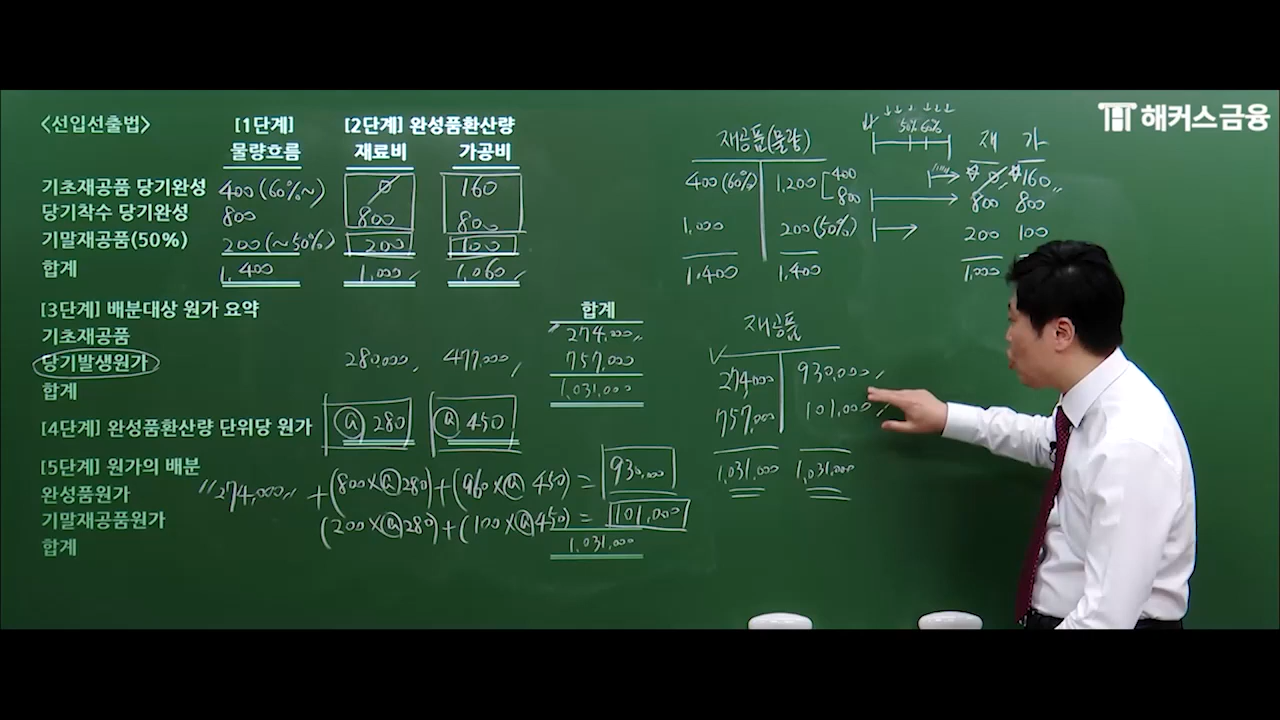 해커스금융
<선입선출법> [1단계] [2단계] 완성품환산량
물량흐름 재료비 가공비
기초재공품 당기완성 400 (60%~) 0 160
당기착수 당기완성 800 800 800
기말재공품(50%) 200 (~50%) 200 100
합계 1,400 1,000 1,060
[3단계] 배분대상 원가 요약 합계
기초재공품 274,000
당기발생원가 280,000 477,000 757,000
합계 1,031,000
[4단계] 완성품환산량 단위당 원가 @ 280 @ 450
[5단계] 원가의 배분
완성품원가 274,000 + (800×@280) + (960×@450) = 930,000
기말재공품원가 (200×@280) + (100×@450) = 101,000
합계 1,031,000
재공품(물량)
400 (60%) 1,200 400
800
1,000 200 (50%)
1,400 1,400
50% 60%
재 가
0 160
800 800
200 100
1,000
재공품
274,000 930,000
757,000 101,000
1,031,000 1,031,000